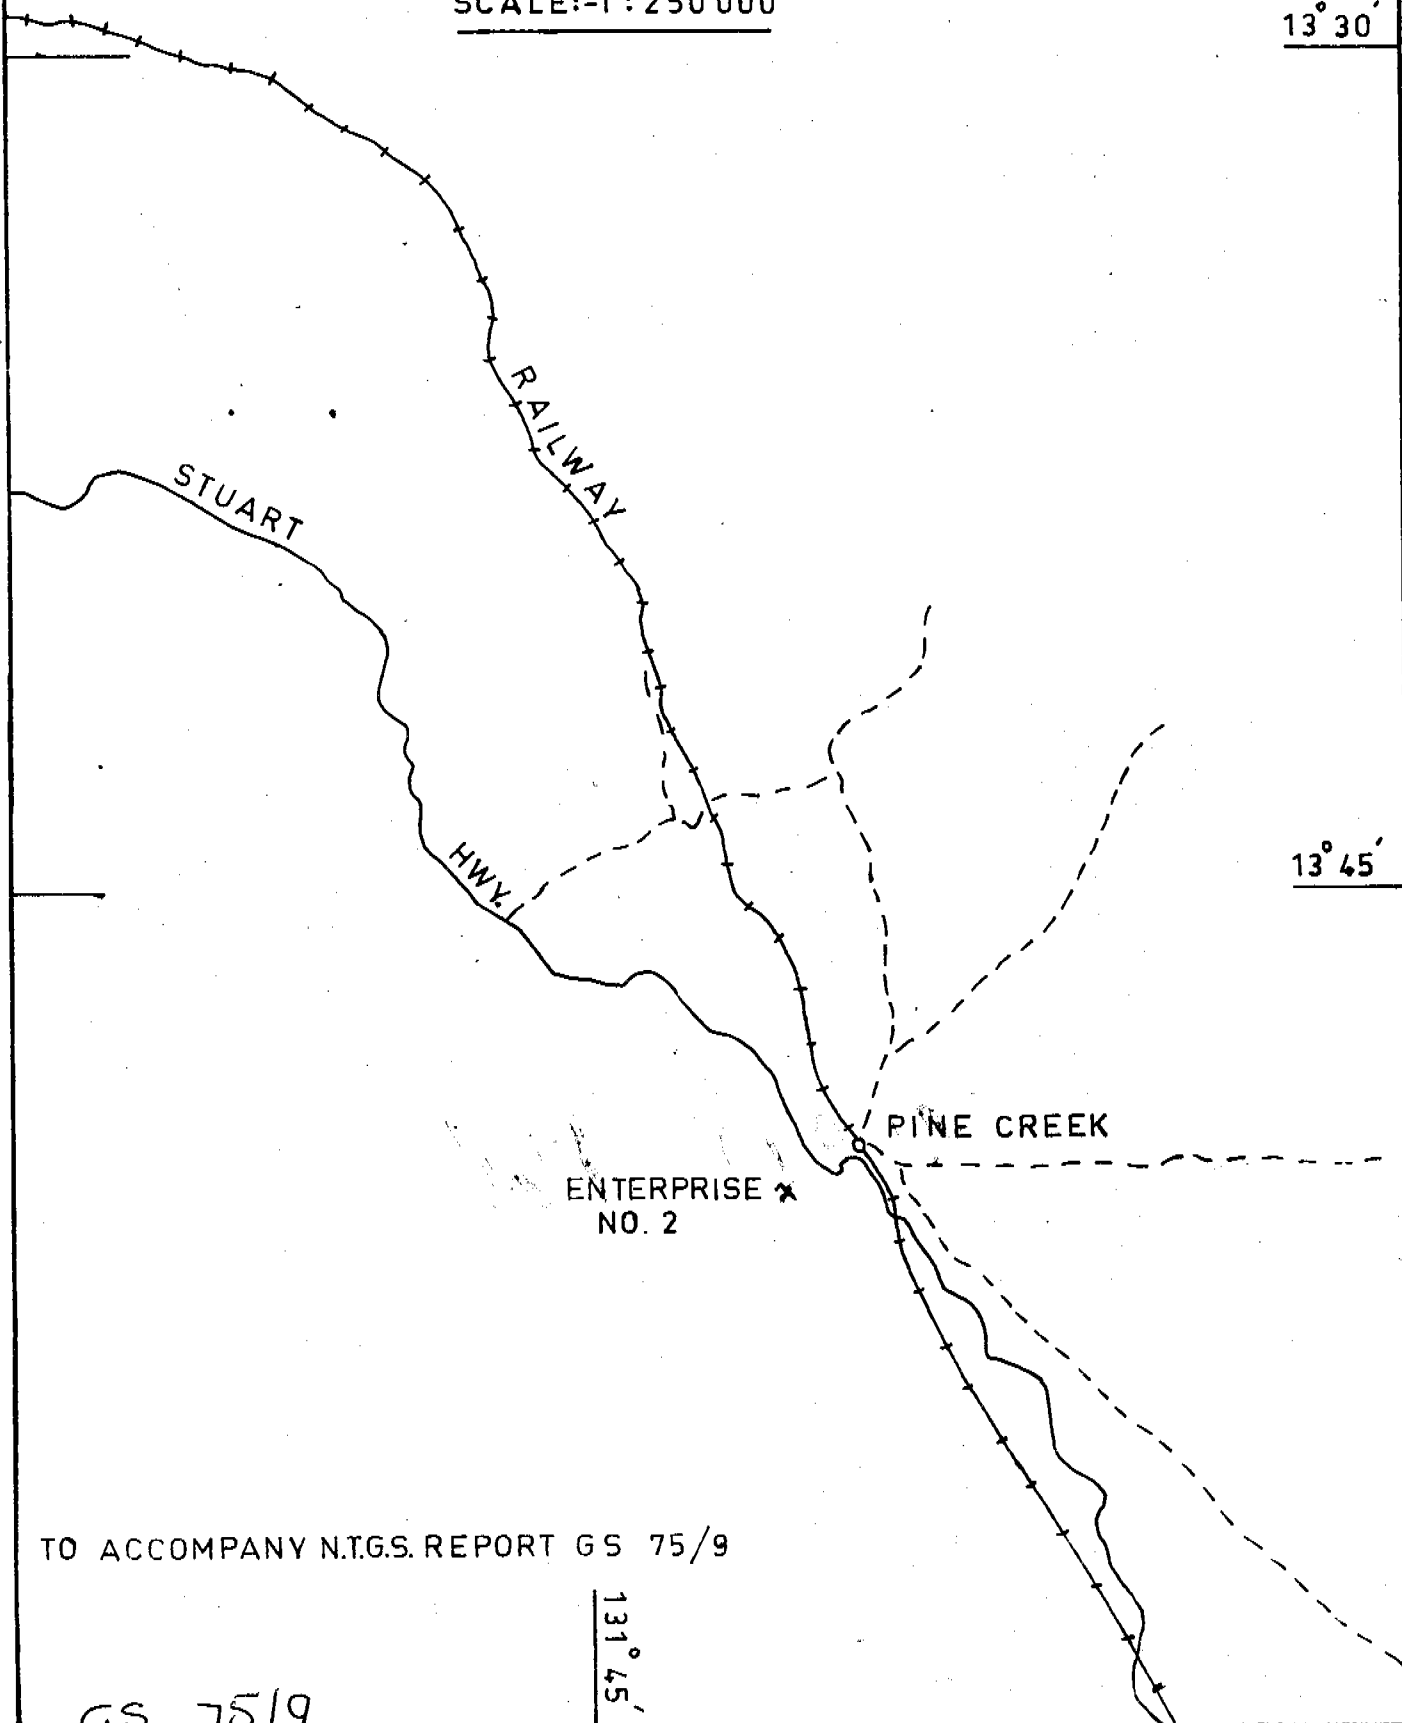 SCALE:-1:250 000
13° 30′
RAILWAY
STUART
HWY.
13° 45′
PINE CREEK
ENTERPRISE x
NO. 2
TO ACCOMPANY N.T.G.S. REPORT GS 75/9
131° 45′
GS 75/9